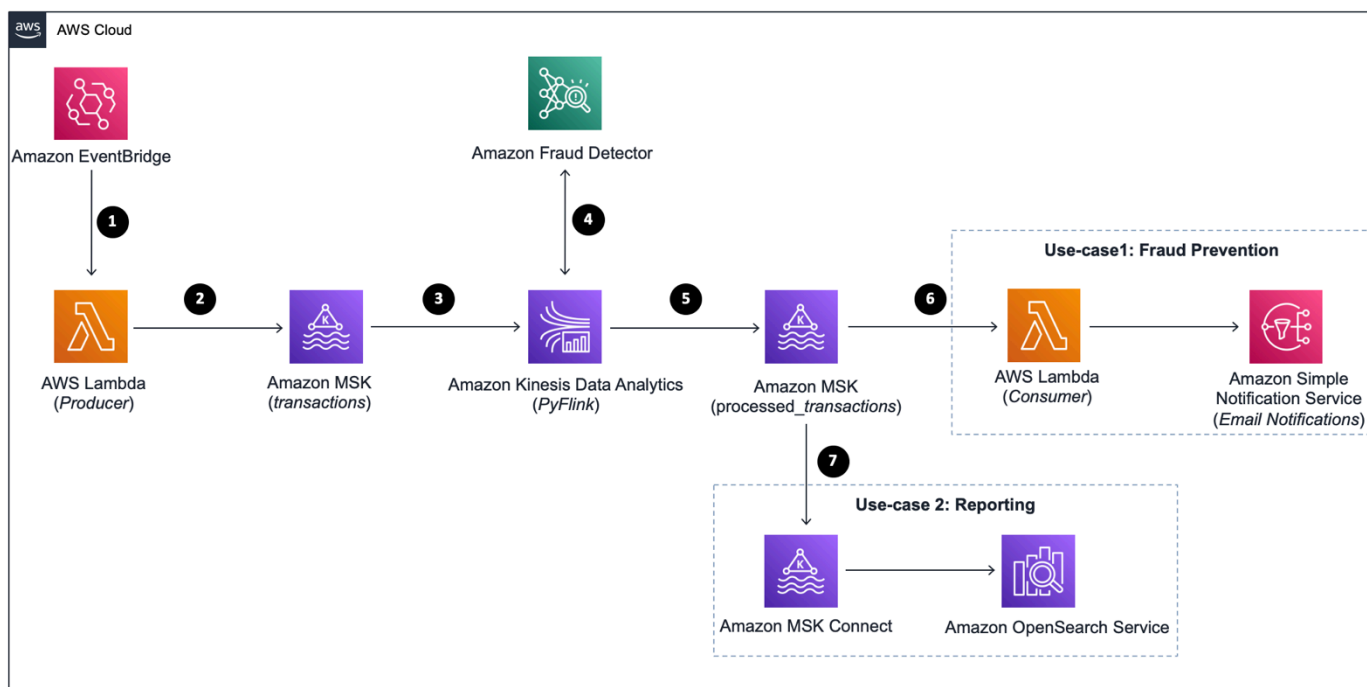 aws
AWS Cloud
Amazon EventBridge
Amazon Fraud Detector
1
4
Use-case1: Fraud Prevention
2
3
5
6
AWS Lambda
(Producer)
Amazon MSK
(transactions)
Amazon Kinesis Data Analytics
(PyFlink)
Amazon MSK
(processed_transactions)
AWS Lambda
(Consumer)
Amazon Simple
Notification Service
(Email Notifications)
7
Use-case 2: Reporting
Amazon MSK Connect
Amazon OpenSearch Service